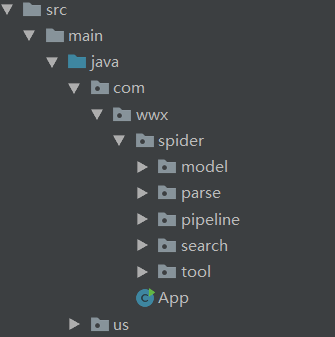 src
main
java
com
wwx
spider
model
parse
pipeline
search
tool
C App
us